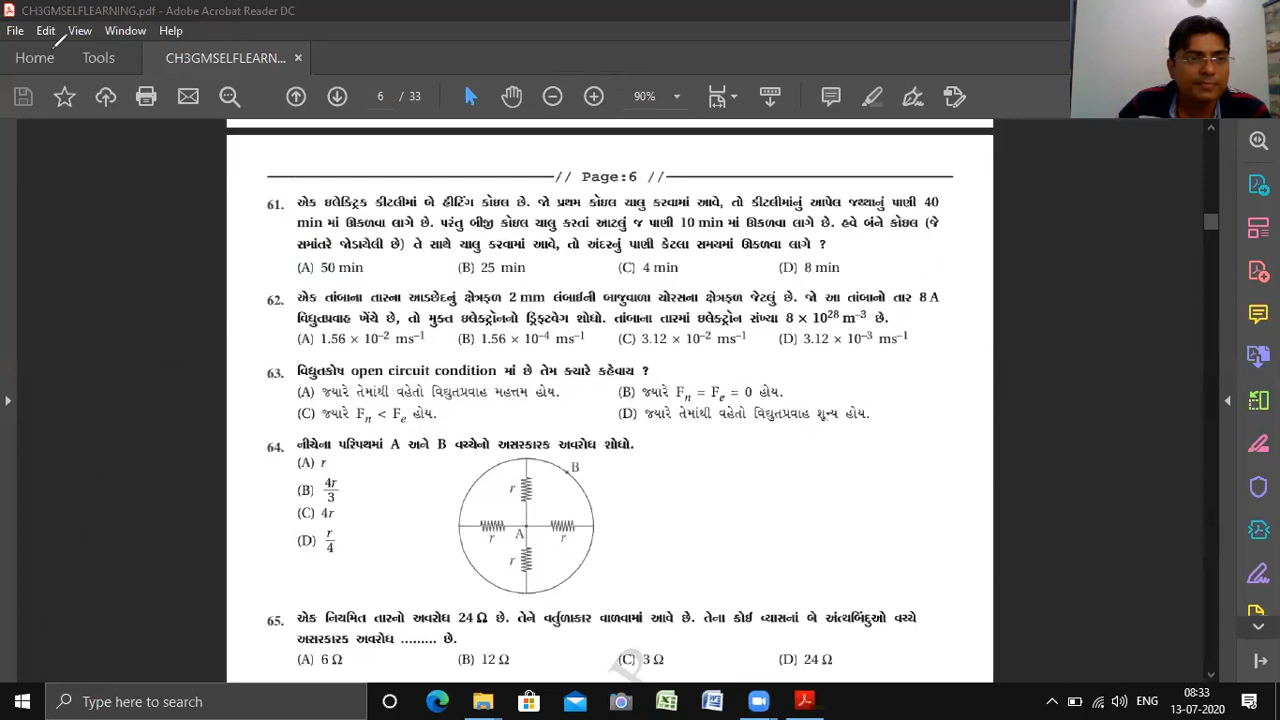 CH3GMSELFLEARNING.pdf - Adobe Acrobat Reader DC
File Edit View Window Help
Home Tools CH3GMSELFLEARN... ×
6 / 33 90%
// Page:6 //
61. એક ઇલેક્ટ્રિક કીટલીમાં બે હીટિંગ કોઇલ છે. જો પ્રથમ કોઇલ ચાલુ કરવામાં આવે, તો કીટલીમાંનું આપેલ જથ્થાનું પાણી 40
min માં ઊકળવા લાગે છે. પરંતુ બીજી કોઇલ ચાલુ કરતાં આટલું જ પાણી 10 min માં ઊકળવા લાગે છે. હવે બંને કોઇલ (જે
સમાંતરે જોડાયેલી છે) તે સાથે ચાલુ કરવામાં આવે, તો અંદરનું પાણી કેટલા સમયમાં ઊકળવા લાગે ?
(A) 50 min (B) 25 min (C) 4 min (D) 8 min
62. એક તાંબાના તારના આડછેદનું ક્ષેત્રફળ 2 mm લંબાઈની બાજુવાળા ચોરસના ક્ષેત્રફળ જેટલું છે. જો આ તાંબાનો તાર 8 A
વિદ્યુતપ્રવાહ ખેંચે છે, તો મુક્ત ઇલેક્ટ્રૉનનો ડ્રિફ્ટવેગ શોધો. તાંબાના તારમાં ઇલેક્ટ્રૉન સંખ્યા 8 × 10²⁸ m⁻³ છે.
(A) 1.56 × 10⁻² ms⁻¹ (B) 1.56 × 10⁻⁴ ms⁻¹ (C) 3.12 × 10⁻² ms⁻¹ (D) 3.12 × 10⁻³ ms⁻¹
63. વિદ્યુતકોષ open circuit condition માં છે તેમ ક્યારે કહેવાય ?
(A) જ્યારે તેમાંથી વહેતો વિદ્યુતપ્રવાહ મહત્તમ હોય. (B) જ્યારે Fₙ = Fₑ = 0 હોય.
(C) જ્યારે Fₙ < Fₑ હોય. (D) જ્યારે તેમાંથી વહેતો વિદ્યુતપ્રવાહ શૂન્ય હોય.
64. નીચેના પરિપથમાં A અને B વચ્ચેનો અસરકારક અવરોધ શોધો.
(A) r
(B) 4r/3
(C) 4r
(D) r/4
B
r
A
r r
r
65. એક નિયમિત તારનો અવરોધ 24 Ω છે. તેને વર્તુળાકાર વાળવામાં આવે છે. તેના કોઈ વ્યાસનાં બે અંત્યબિંદુઓ વચ્ચે
અસરકારક અવરોધ ......... છે.
(A) 6 Ω (B) 12 Ω (C) 3 Ω (D) 24 Ω
Type here to search
ENG
08:33
13-07-2020